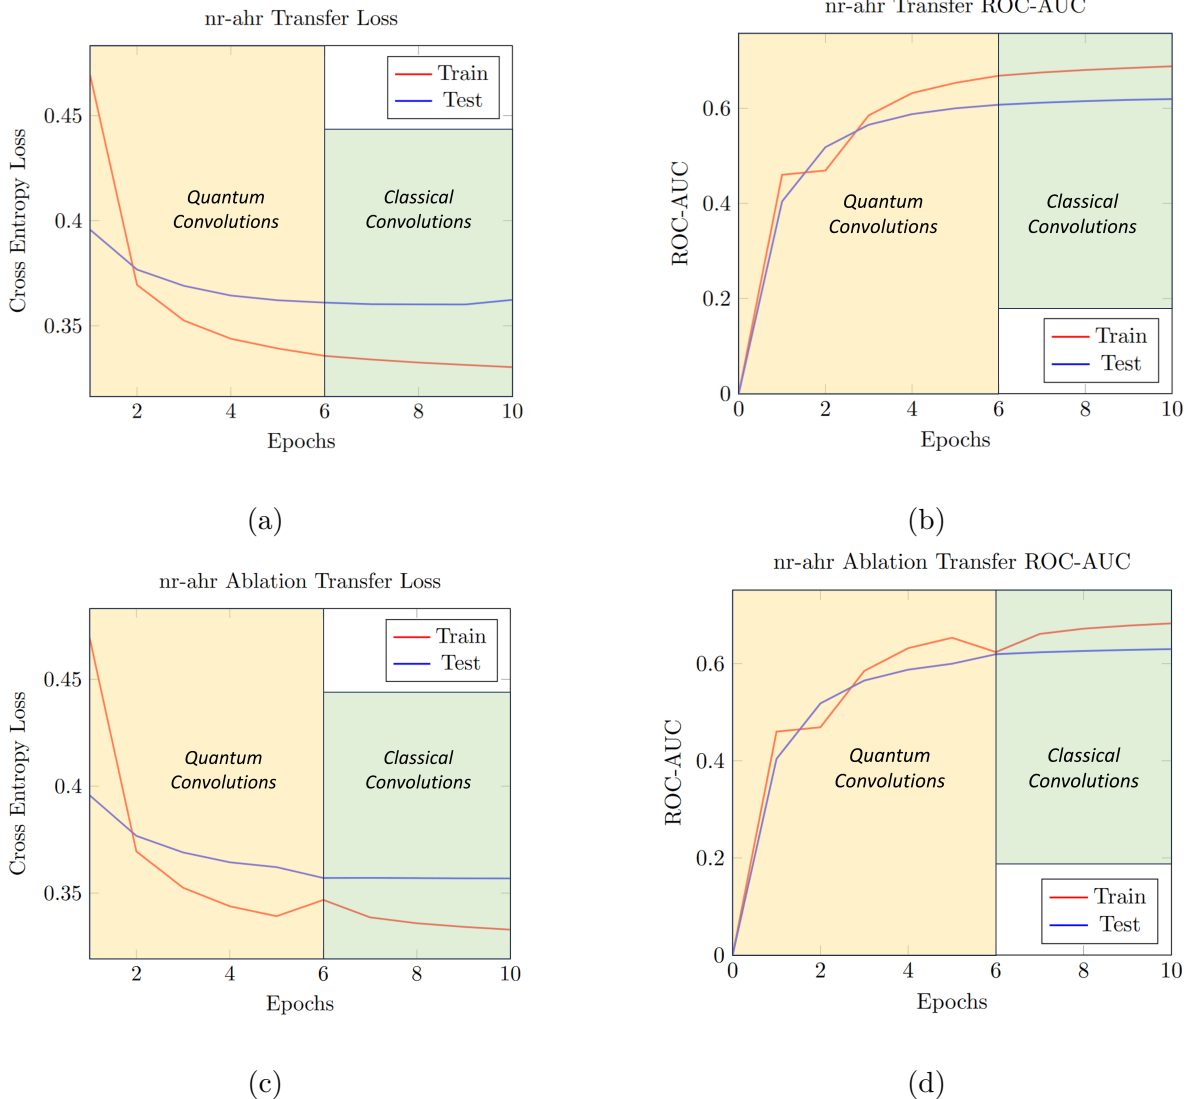 nr-ahr Transfer Loss
Cross Entropy Loss
0.45
0.4
0.35
Train
Test
Quantum
Convolutions
Classical
Convolutions
2 4 6 8 10
Epochs
(a)
nr-ahr Transfer ROC-AUC
ROC-AUC
0.6
0.4
0.2
0
Quantum
Convolutions
Classical
Convolutions
Train
Test
0 2 4 6 8 10
Epochs
(b)
nr-ahr Ablation Transfer Loss
Cross Entropy Loss
0.45
0.4
0.35
Train
Test
Quantum
Convolutions
Classical
Convolutions
2 4 6 8 10
Epochs
(c)
nr-ahr Ablation Transfer ROC-AUC
ROC-AUC
0.6
0.4
0.2
0
Quantum
Convolutions
Classical
Convolutions
Train
Test
0 2 4 6 8 10
Epochs
(d)